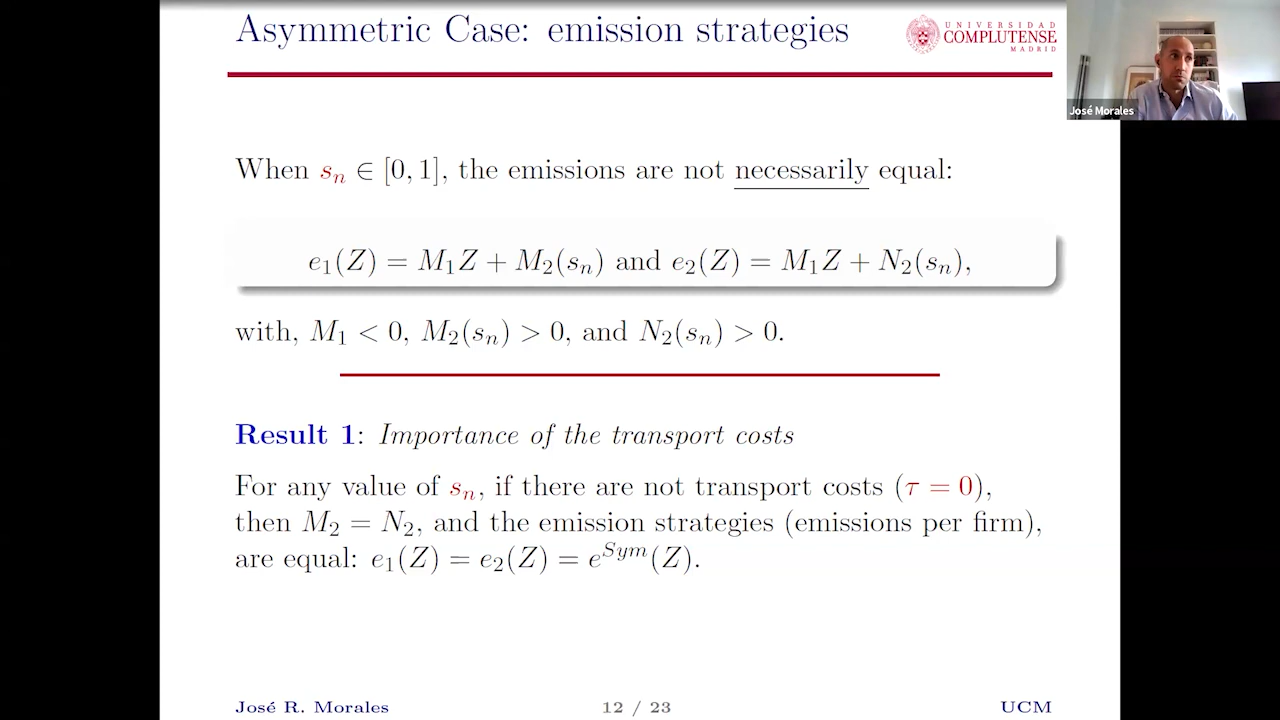 Asymmetric Case: emission strategies
UNIVERSIDAD
COMPLUTENSE
MADRID
José Morales
When sₙ ∈ [0, 1], the emissions are not necessarily equal:
e₁(Z) = M₁Z + M₂(sₙ) and e₂(Z) = M₁Z + N₂(sₙ),
with, M₁ < 0, M₂(sₙ) > 0, and N₂(sₙ) > 0.
Result 1: Importance of the transport costs
For any value of sₙ, if there are not transport costs (τ = 0),
then M₂ = N₂, and the emission strategies (emissions per firm),
are equal: e₁(Z) = e₂(Z) = e^{Sym}(Z).
José R. Morales
12 / 23
UCM